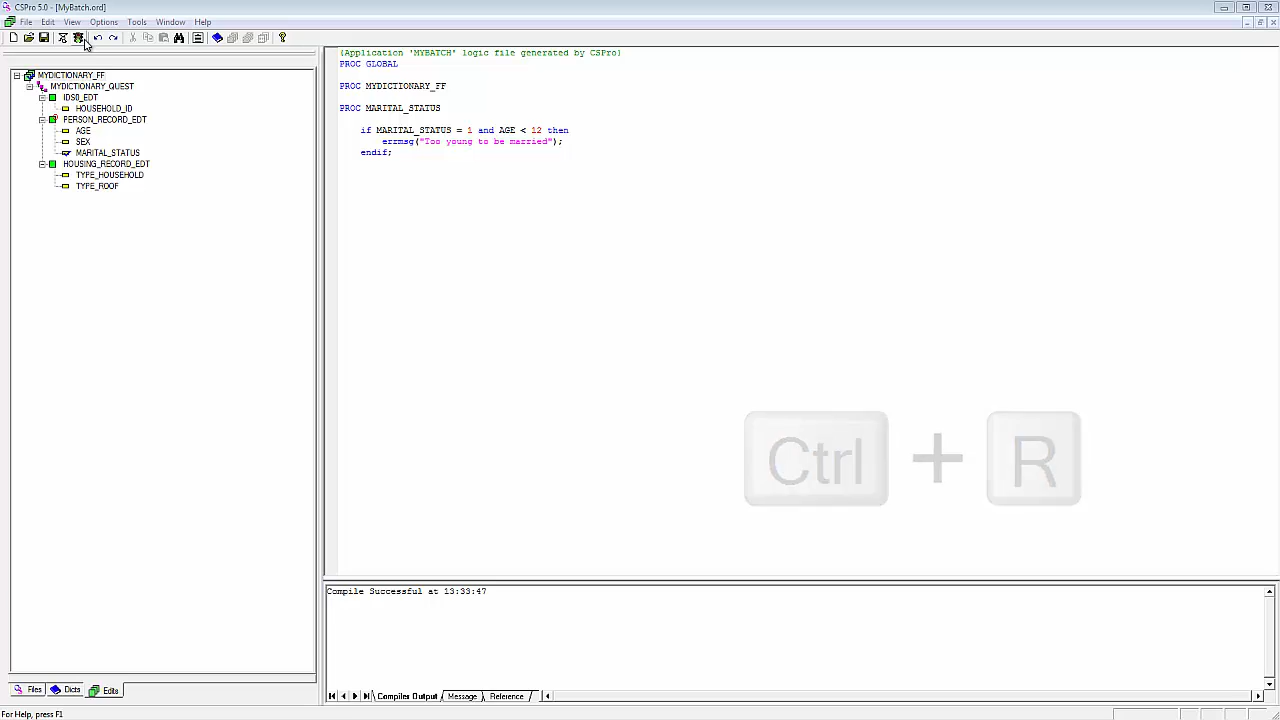 CSPro 5.0 - [MyBatch.ord]
File Edit View Options Tools Window Help
MYDICTIONARY_FF
MYDICTIONARY_QUEST
IDS0_EDT
HOUSEHOLD_ID
PERSON_RECORD_EDT
AGE
SEX
MARITAL_STATUS
HOUSING_RECORD_EDT
TYPE_HOUSEHOLD
TYPE_ROOF
Files Dicts Edits
{Application 'MYBATCH' logic file generated by CSPro}
PROC GLOBAL
PROC MYDICTIONARY_FF
PROC MARITAL_STATUS
if MARITAL_STATUS = 1 and AGE < 12 then
errmsg("Too young to be married");
endif;
Ctrl + R
Compile Successful at 13:33:47
Compiler Output Message Reference
For Help, press F1